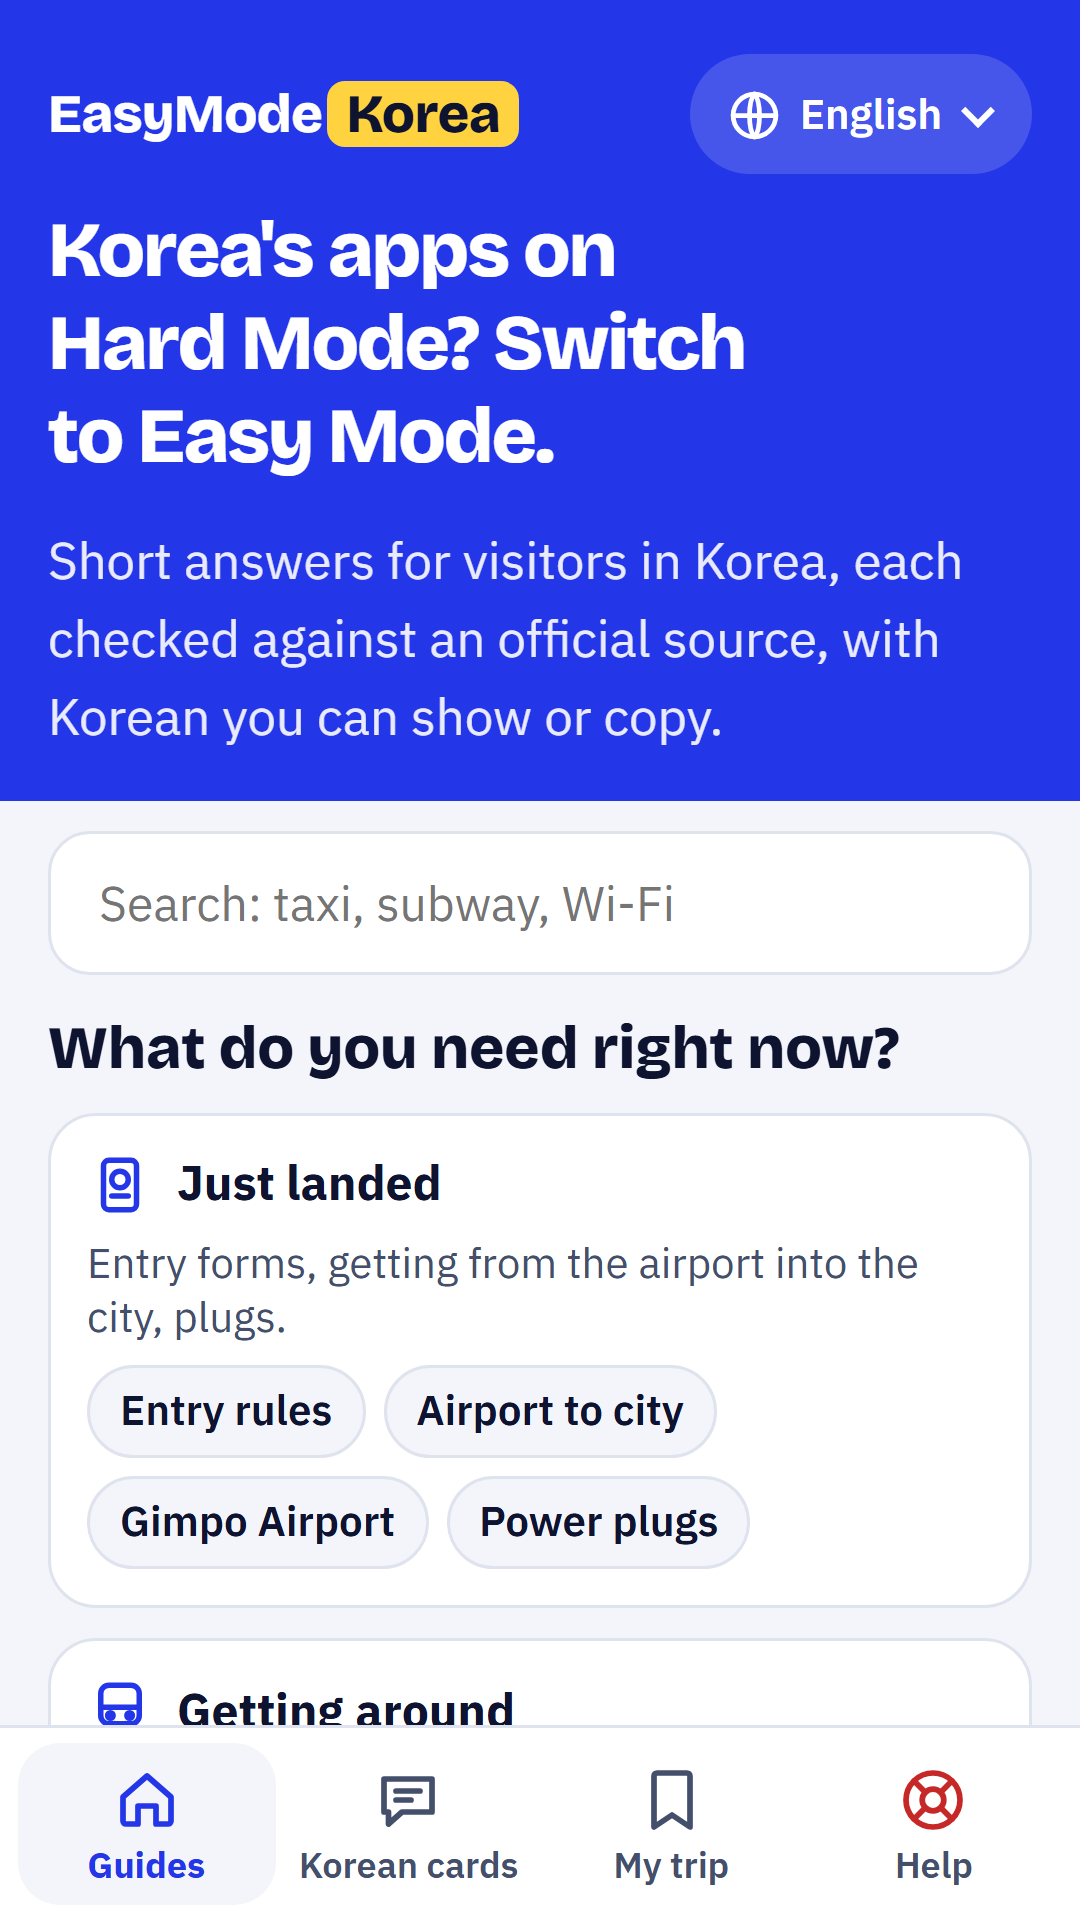 EasyMode Korea
English
Korea's apps on
Hard Mode? Switch
to Easy Mode.
Short answers for visitors in Korea, each
checked against an official source, with
Korean you can show or copy.
Search: taxi, subway, Wi-Fi
What do you need right now?
Just landed
Entry forms, getting from the airport into the
city, plugs.
Entry rules
Airport to city
Gimpo Airport
Power plugs
Getting around
Guides
Korean cards
My trip
Help